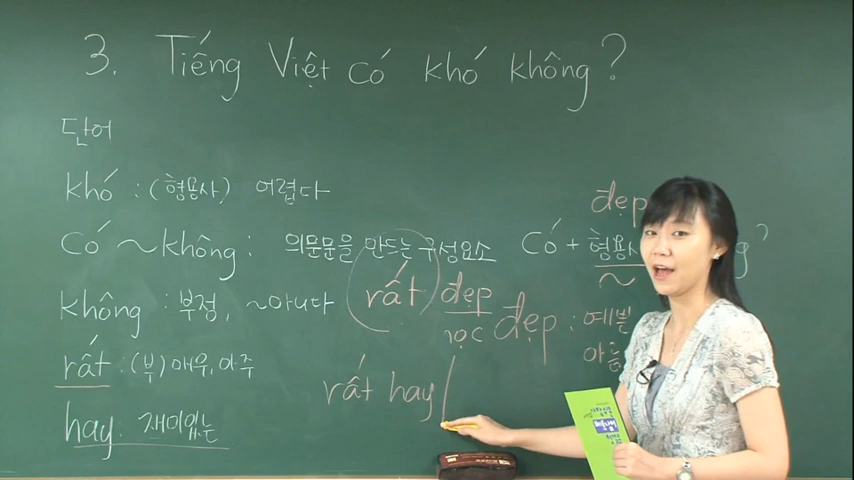 3. Tiếng Việt có khó không?
단어
khó : (형용사) 어렵다
có ~ không : 의문문을 만드는 구성요소
có + 형용
đẹp
~
không : 부정, ~아니다
rất đẹp
đẹp : 예쁜
아름
rất : (부) 매우, 아주
rất hay
hay. 재미있는